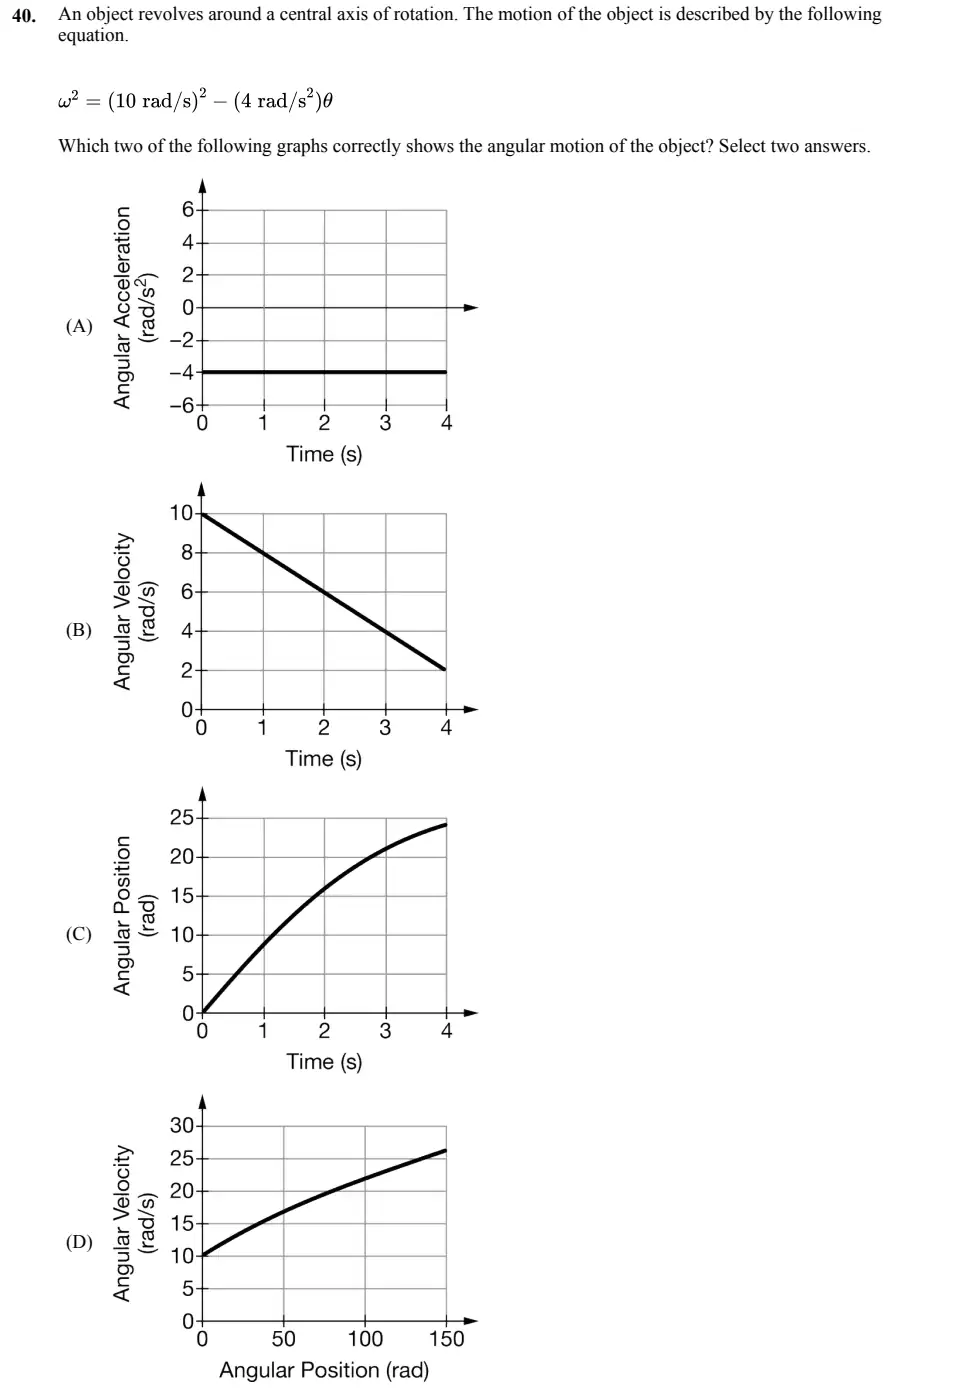 40. An object revolves around a central axis of rotation. The motion of the object is described by the following
equation.
ω² = (10 rad/s)² − (4 rad/s²)θ
Which two of the following graphs correctly shows the angular motion of the object? Select two answers.
(A)
Angular Acceleration
(rad/s²)
6
4
2
0
−2
−4
−6
0 1 2 3 4
Time (s)
(B)
Angular Velocity
(rad/s)
10
8
6
4
2
0
0 1 2 3 4
Time (s)
(C)
Angular Position
(rad)
25
20
15
10
5
0
0 1 2 3 4
Time (s)
(D)
Angular Velocity
(rad/s)
30
25
20
15
10
5
0
0 50 100 150
Angular Position (rad)